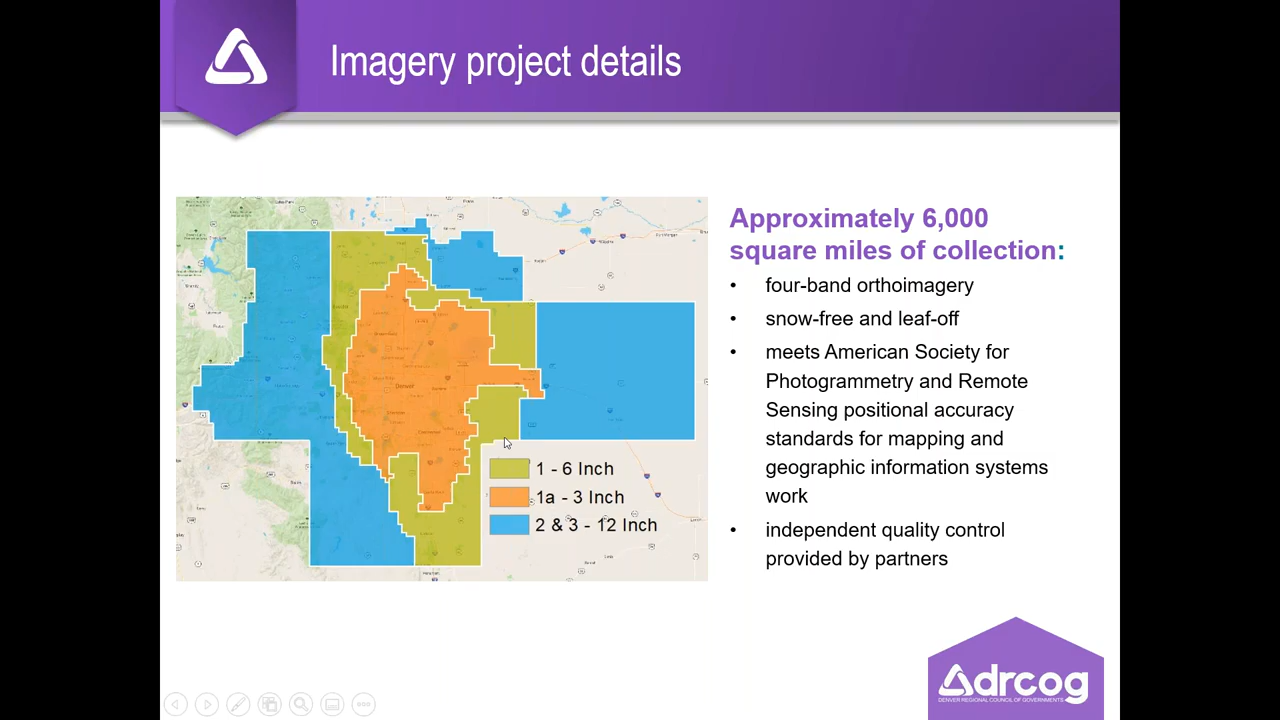 Imagery project details
Denver
1 - 6 Inch
1a - 3 Inch
2 & 3 - 12 Inch
Approximately 6,000
square miles of collection:
• four-band orthoimagery
• snow-free and leaf-off
• meets American Society for
Photogrammetry and Remote
Sensing positional accuracy
standards for mapping and
geographic information systems
work
• independent quality control
provided by partners
drcog
DENVER REGIONAL COUNCIL OF GOVERNMENTS